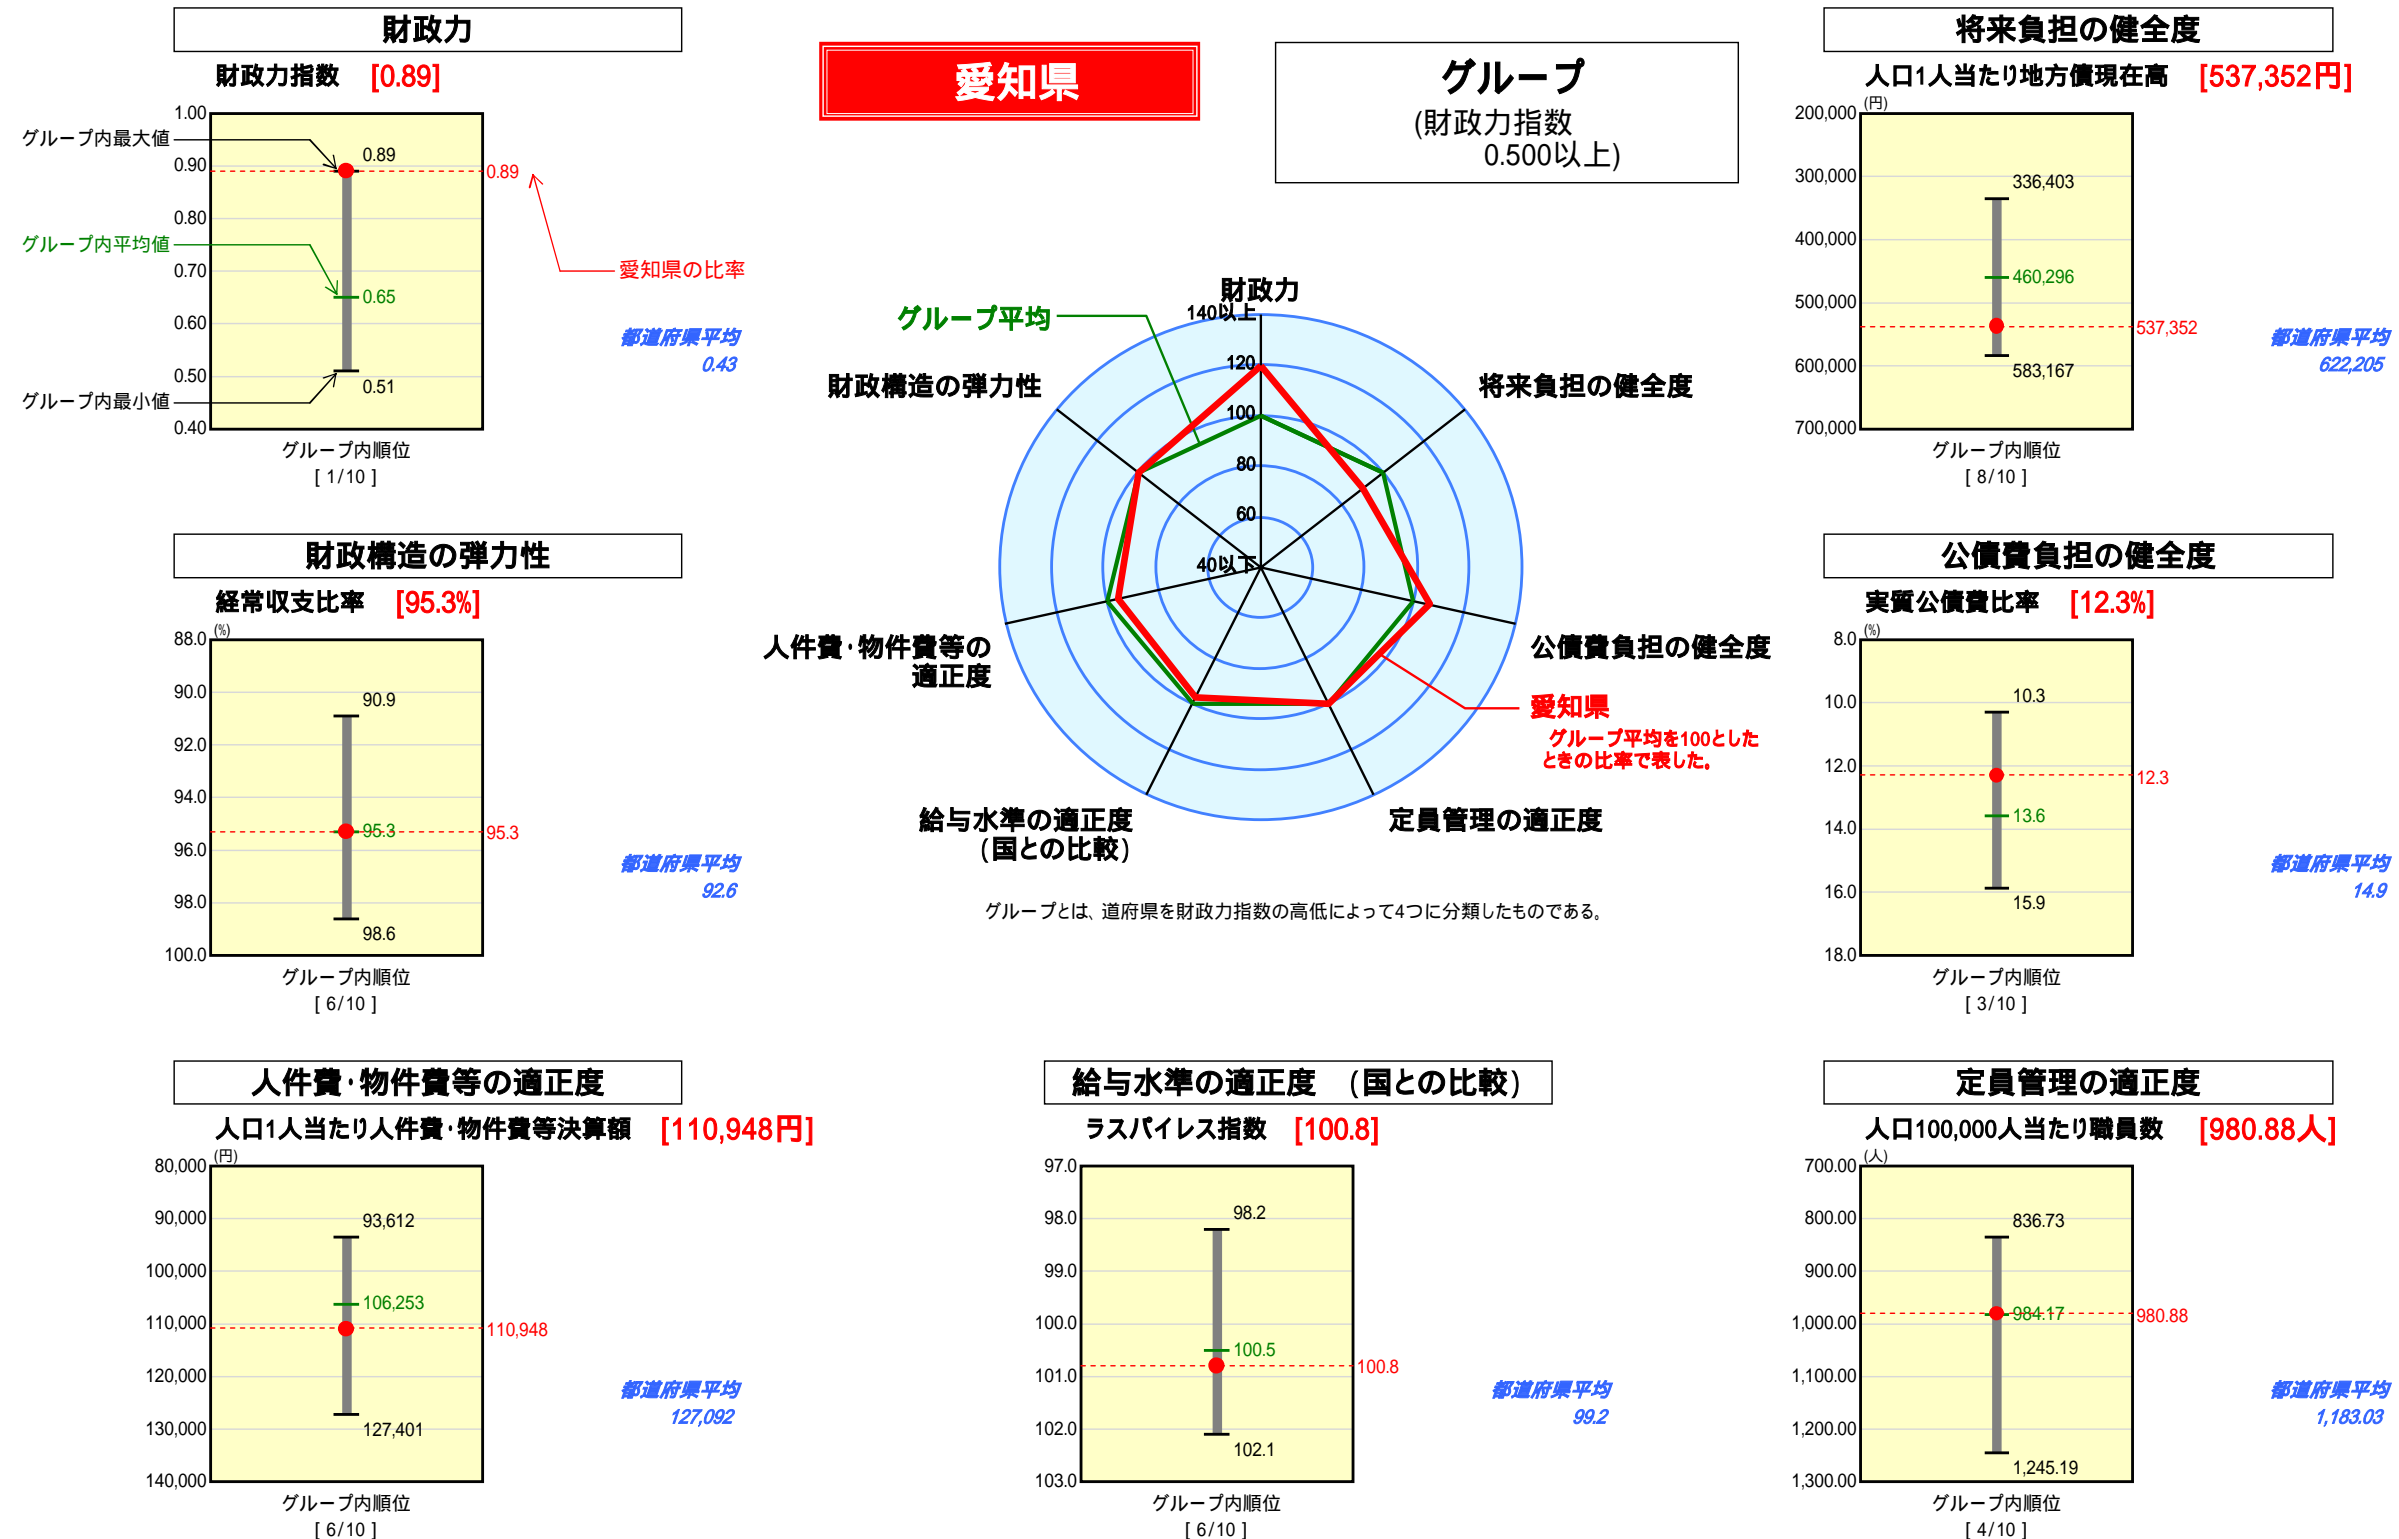 財政力
財政力指数 [0.89]
1.00
0.90
0.80
0.70
0.60
0.50
0.40
グループ内最大値
グループ内平均値
グループ内最小値
0.89
0.65
0.51
0.89
愛知県の比率
都道府県平均
0.43
グループ内順位
[ 1/10 ]
愛知県
グループ
(財政力指数
0.500以上)
将来負担の健全度
人口1人当たり地方債現在高 [537,352円]
(円)
200,000
300,000
400,000
500,000
600,000
700,000
336,403
460,296
583,167
537,352
都道府県平均
622,205
グループ内順位
[ 8/10 ]
財政力
140以上
120
100
80
60
40以下
グループ平均
財政構造の弾力性
将来負担の健全度
人件費・物件費等の
適正度
公債費負担の健全度
愛知県
グループ平均を100とした
ときの比率で表した。
給与水準の適正度
(国との比較)
定員管理の適正度
グループとは、道府県を財政力指数の高低によって4つに分類したものである。
財政構造の弾力性
経常収支比率 [95.3%]
(%)
88.0
90.0
92.0
94.0
96.0
98.0
100.0
90.9
95.3
98.6
95.3
都道府県平均
92.6
グループ内順位
[ 6/10 ]
公債費負担の健全度
実質公債費比率 [12.3%]
(%)
8.0
10.0
12.0
14.0
16.0
18.0
10.3
13.6
15.9
12.3
都道府県平均
14.9
グループ内順位
[ 3/10 ]
人件費・物件費等の適正度
人口1人当たり人件費・物件費等決算額 [110,948円]
(円)
80,000
90,000
100,000
110,000
120,000
130,000
140,000
93,612
106,253
127,401
110,948
都道府県平均
127,092
グループ内順位
[ 6/10 ]
給与水準の適正度 (国との比較)
ラスパイレス指数 [100.8]
97.0
98.0
99.0
100.0
101.0
102.0
103.0
98.2
100.5
102.1
100.8
都道府県平均
99.2
グループ内順位
[ 6/10 ]
定員管理の適正度
人口100,000人当たり職員数 [980.88人]
(人)
700.00
800.00
900.00
1,000.00
1,100.00
1,200.00
1,300.00
836.73
984.17
1,245.19
980.88
都道府県平均
1,183.03
グループ内順位
[ 4/10 ]